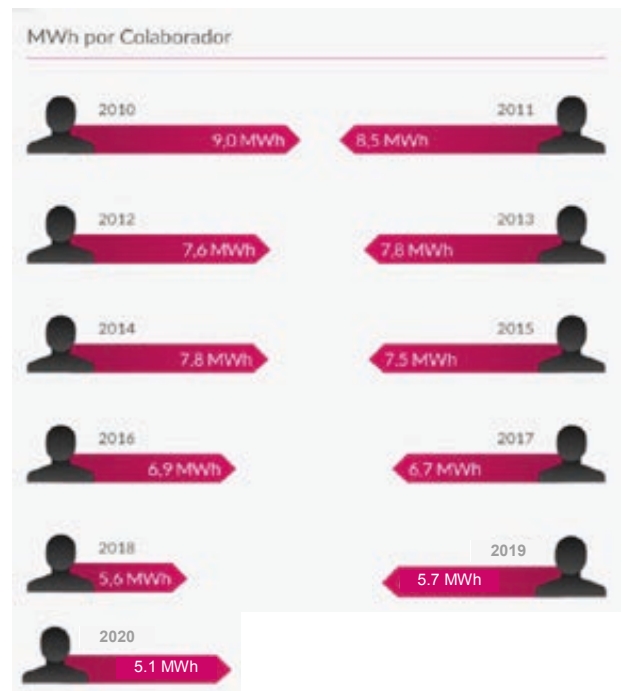 MWh por Colaborador
2010
2011
9,0 MWh
8,5 MWh
2012
2013
7,6 MWh
7,8 MWh
2014
2015
7.8 MWh
7.5 MWh
2016
2017
6,9 MWh
6.7 MWh
2018
2019
5,6 MWh
5.7 MWh
2020
5.1 MWh